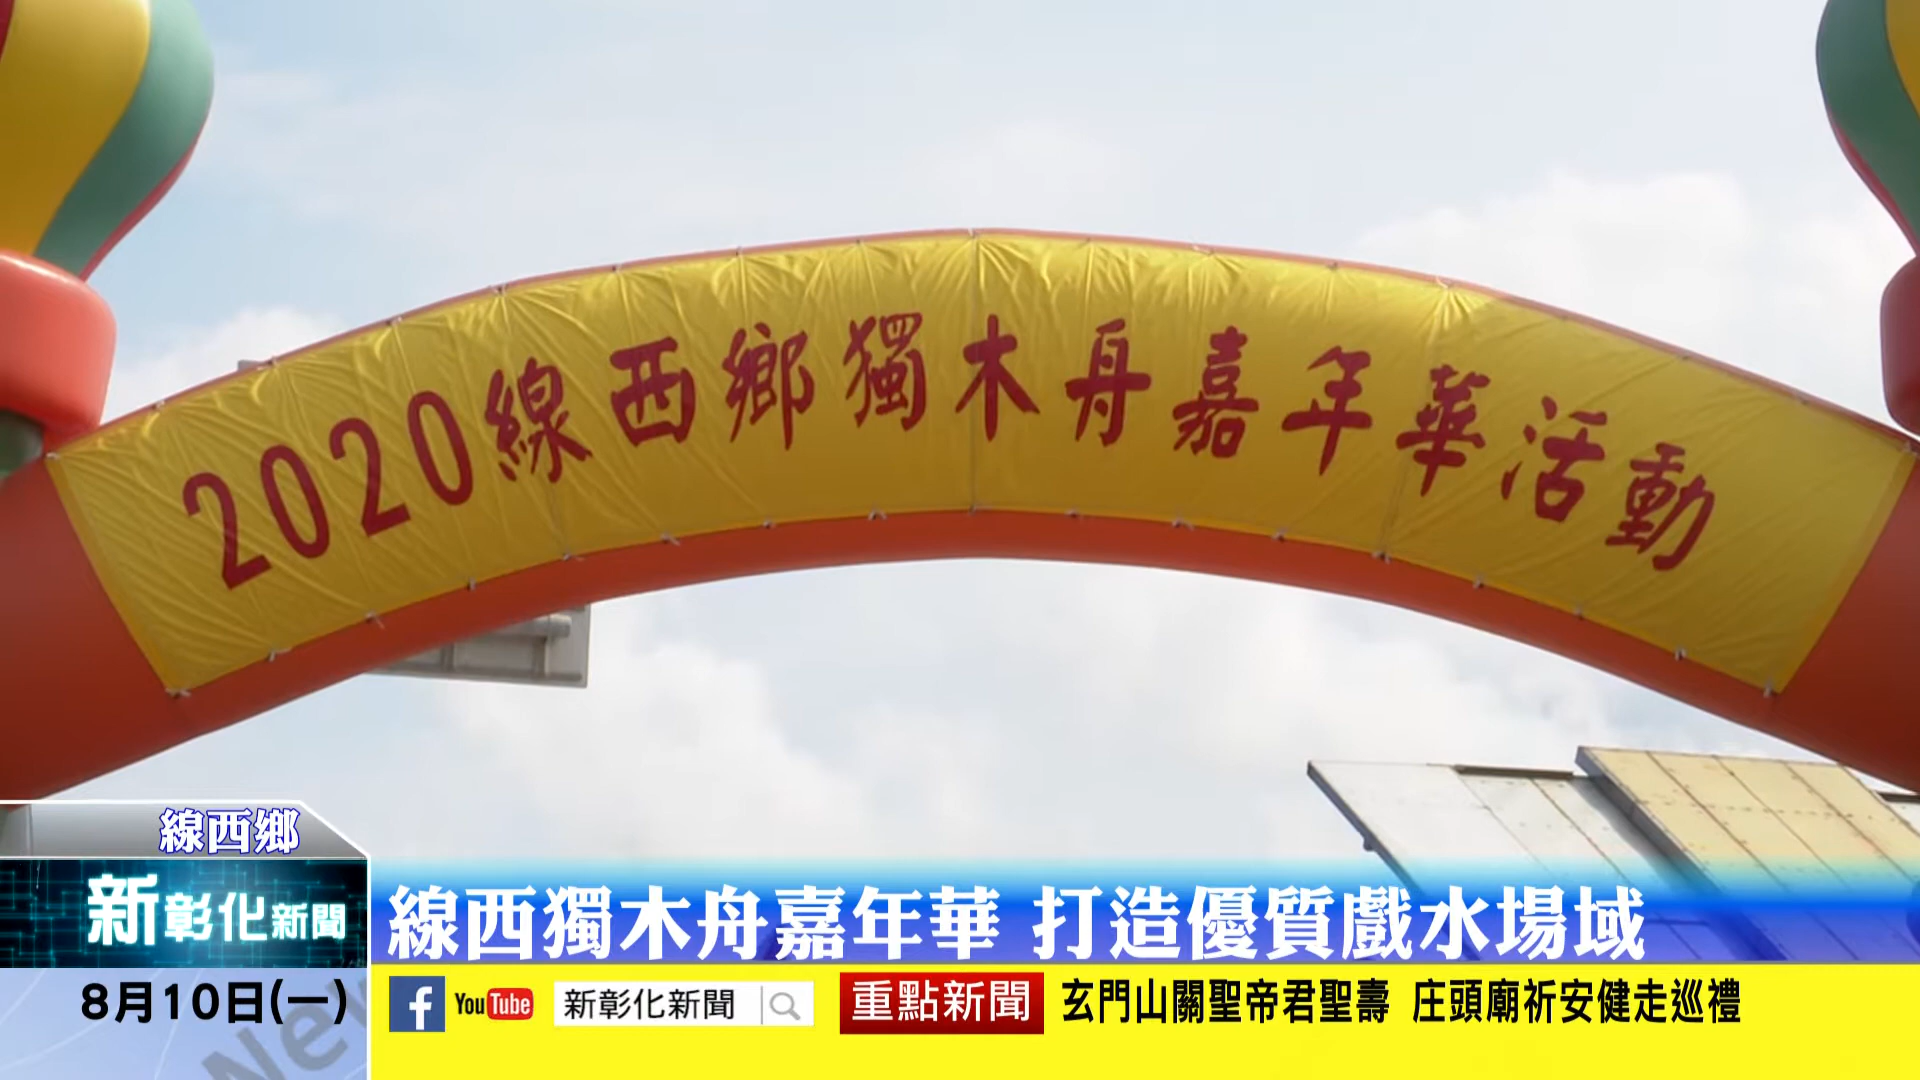 2020線西鄉獨木舟嘉年華活動
線西鄉
新彰化新聞
線西獨木舟嘉年華 打造優質戲水場域
8月10日(一)
f YouTube 新彰化新聞
重點新聞 玄門山關聖帝君聖壽 庄頭廟祈安健走巡禮
New